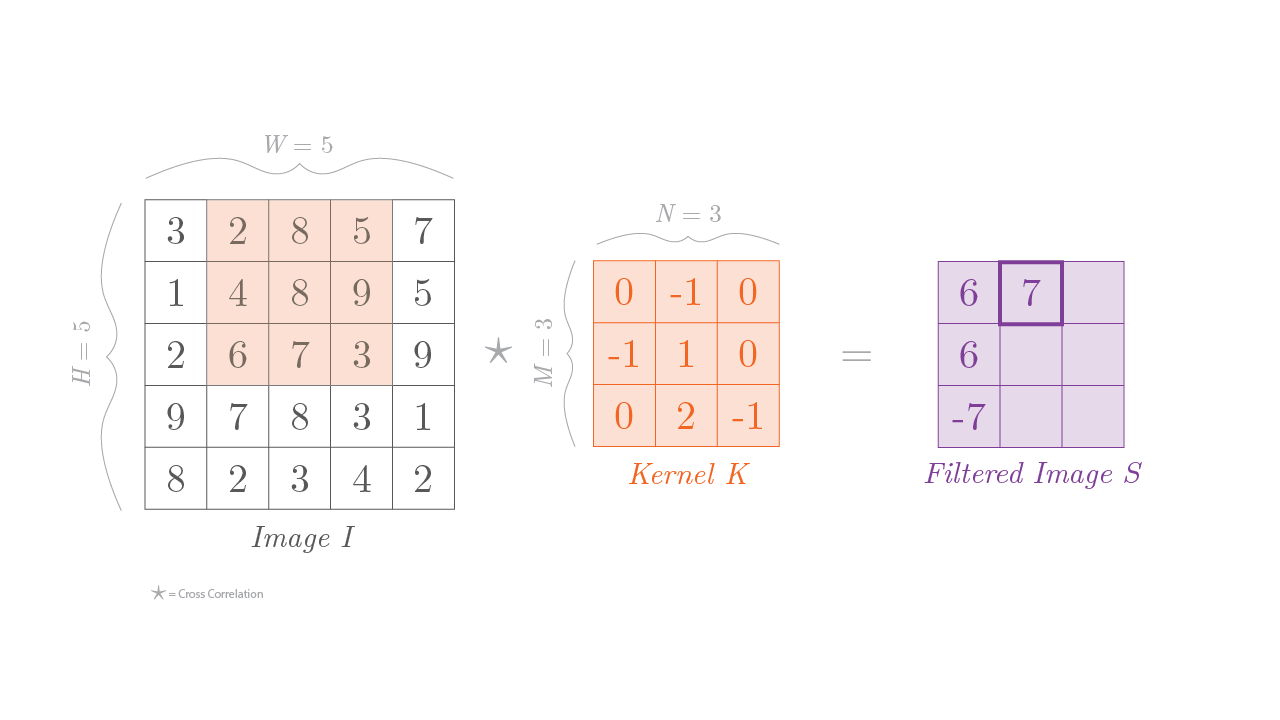 W = 5
H = 5
3 2 8 5 7
1 4 8 9 5
2 6 7 3 9
9 7 8 3 1
8 2 3 4 2
Image I
⋆
N = 3
M = 3
0 -1 0
-1 1 0
0 2 -1
Kernel K
=
6 7
6
-7
Filtered Image S
⋆ = Cross Correlation